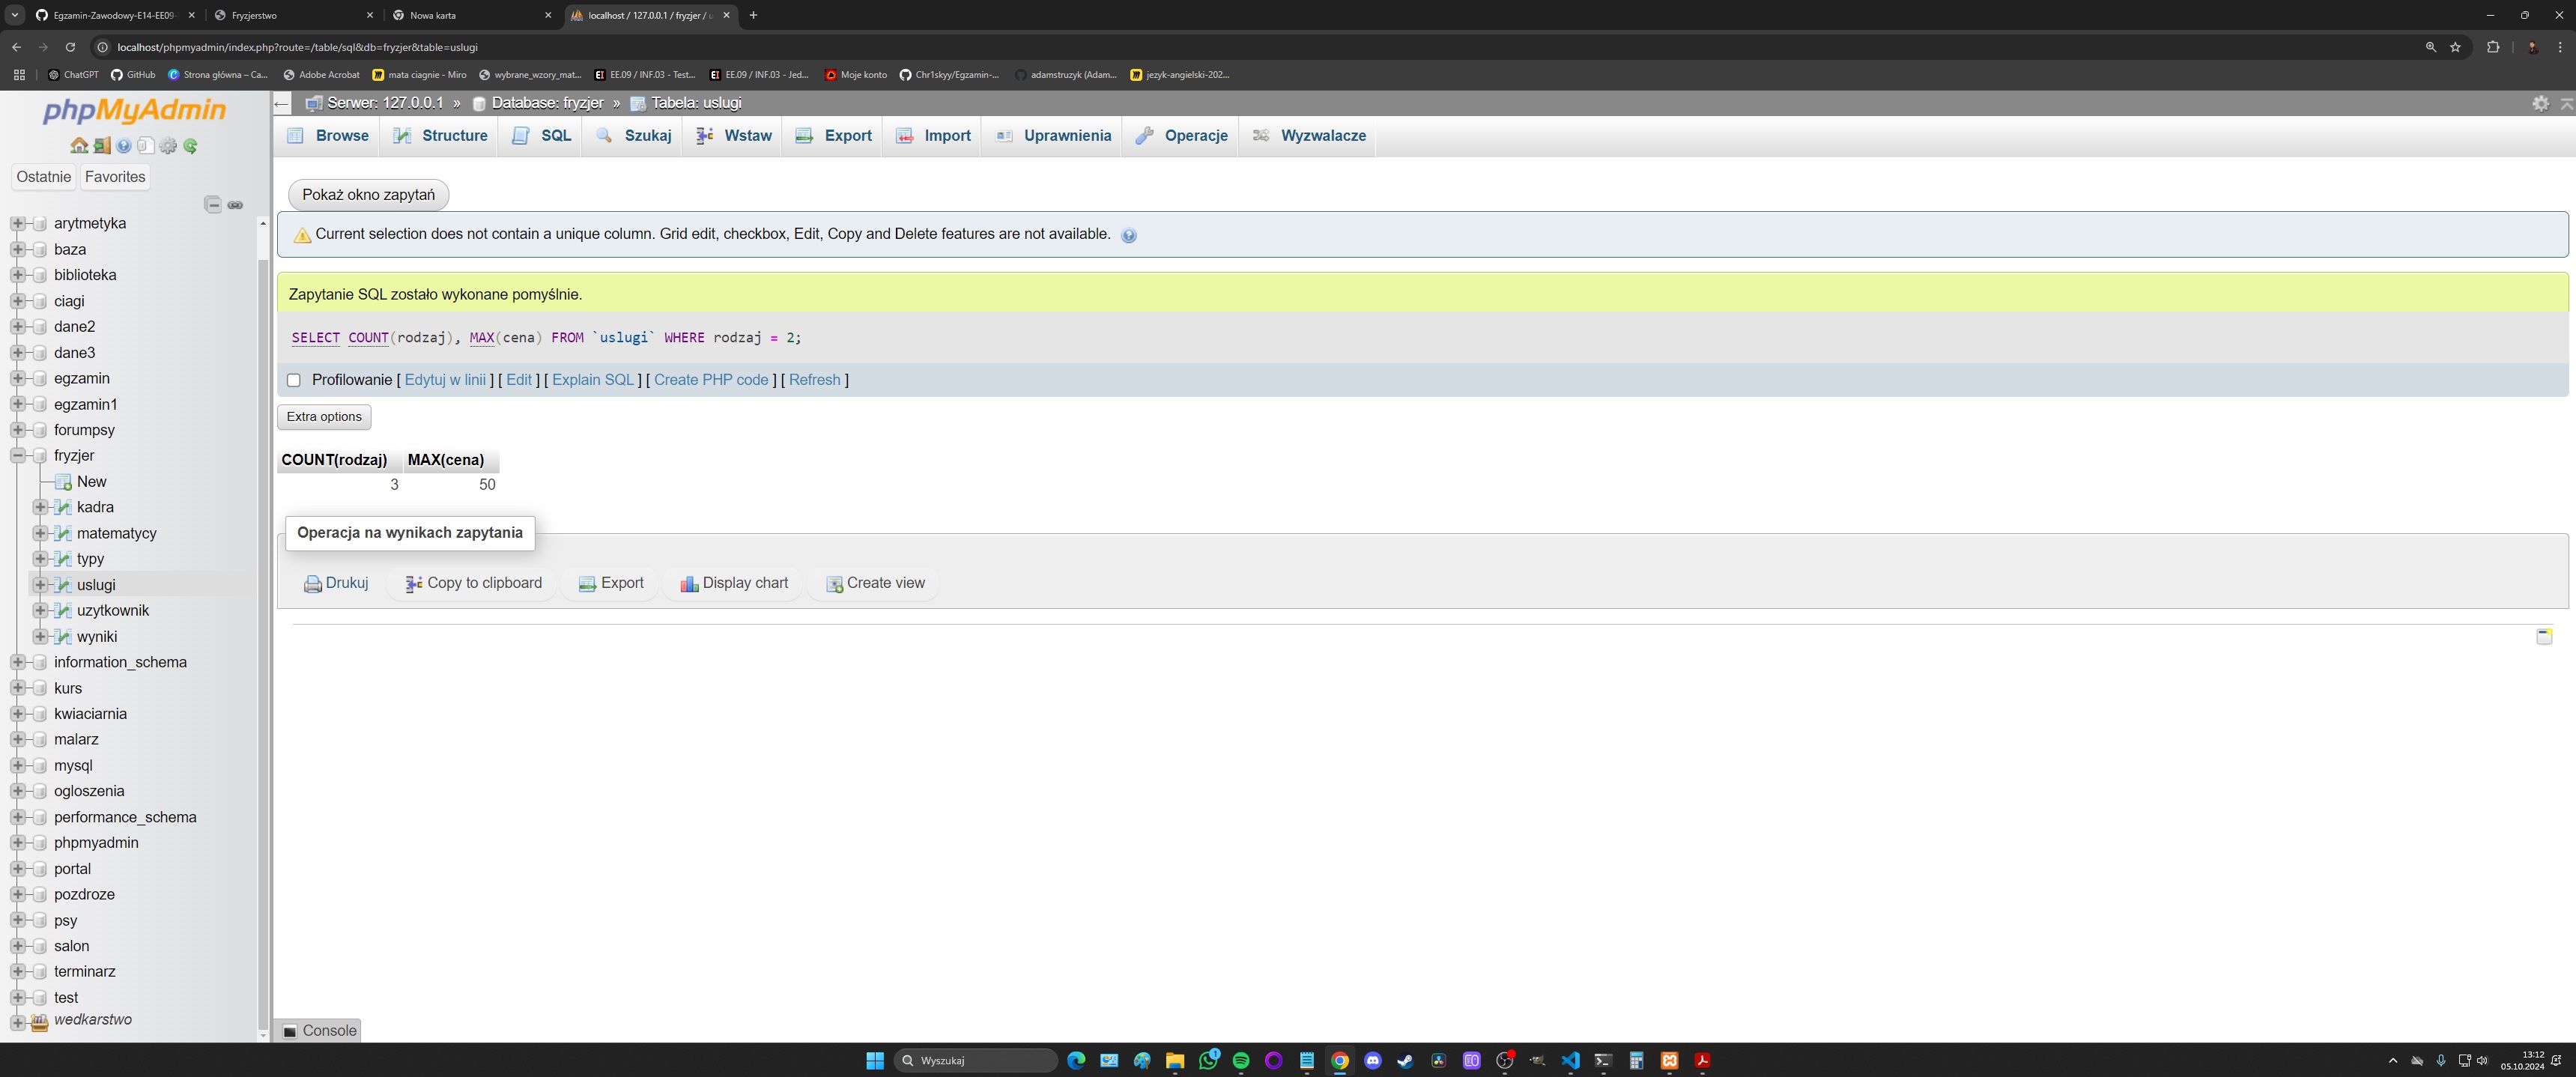 Egzamin-Zawodowy-E14-EE09
Fryzjerstwo
Nowa karta
localhost / 127.0.0.1 / fryzjer / u
localhost/phpmyadmin/index.php?route=/table/sql&db=fryzjer&table=uslugi
ChatGPT
GitHub
Strona główna – Ca...
Adobe Acrobat
mata ciagnie - Miro
wybrane_wzory_mat...
EE.09 / INF.03 - Test...
EE.09 / INF.03 - Jed...
Moje konto
Chr1skyy/Egzamin-...
adamstruzyk (Adam...
jezyk-angielski-202...
phpMyAdmin
Ostatnie
Favorites
arytmetyka
baza
biblioteka
ciagi
dane2
dane3
egzamin
egzamin1
forumpsy
fryzjer
New
kadra
matematycy
typy
uslugi
uzytkownik
wyniki
information_schema
kurs
kwiaciarnia
malarz
mysql
ogloszenia
performance_schema
phpmyadmin
portal
pozdroze
psy
salon
terminarz
test
wedkarstwo
Serwer: 127.0.0.1 » Database: fryzjer » Tabela: uslugi
Browse
Structure
SQL
Szukaj
Wstaw
Export
Import
Uprawnienia
Operacje
Wyzwalacze
Pokaż okno zapytań
Current selection does not contain a unique column. Grid edit, checkbox, Edit, Copy and Delete features are not available.
Zapytanie SQL zostało wykonane pomyślnie.
SELECT COUNT(rodzaj), MAX(cena) FROM `uslugi` WHERE rodzaj = 2;
Profilowanie [ Edytuj w linii ] [ Edit ] [ Explain SQL ] [ Create PHP code ] [ Refresh ]
Extra options
COUNT(rodzaj) MAX(cena)
3 50
Operacja na wynikach zapytania
Drukuj
Copy to clipboard
Export
Display chart
Create view
Console
Wyszukaj
1
13:12
05.10.2024